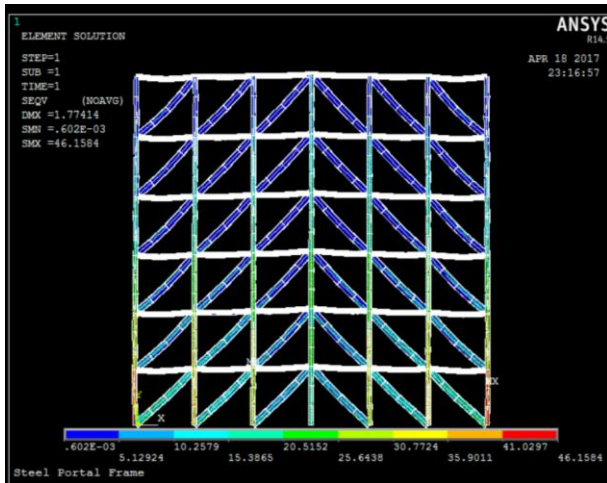 1
ELEMENT SOLUTION
ANSYS
R14.
STEP=1
SUB =1
TIME=1
SEQV (NOAVG)
DMX =1.77414
SMN =.602E-03
SMX =46.1584
APR 18 2017
23:16:57
MX
X
.602E-03 10.2579 20.5152 30.7724 41.0297
5.12924 15.3865 25.6438 35.9011 46.1584
Steel Portal Frame